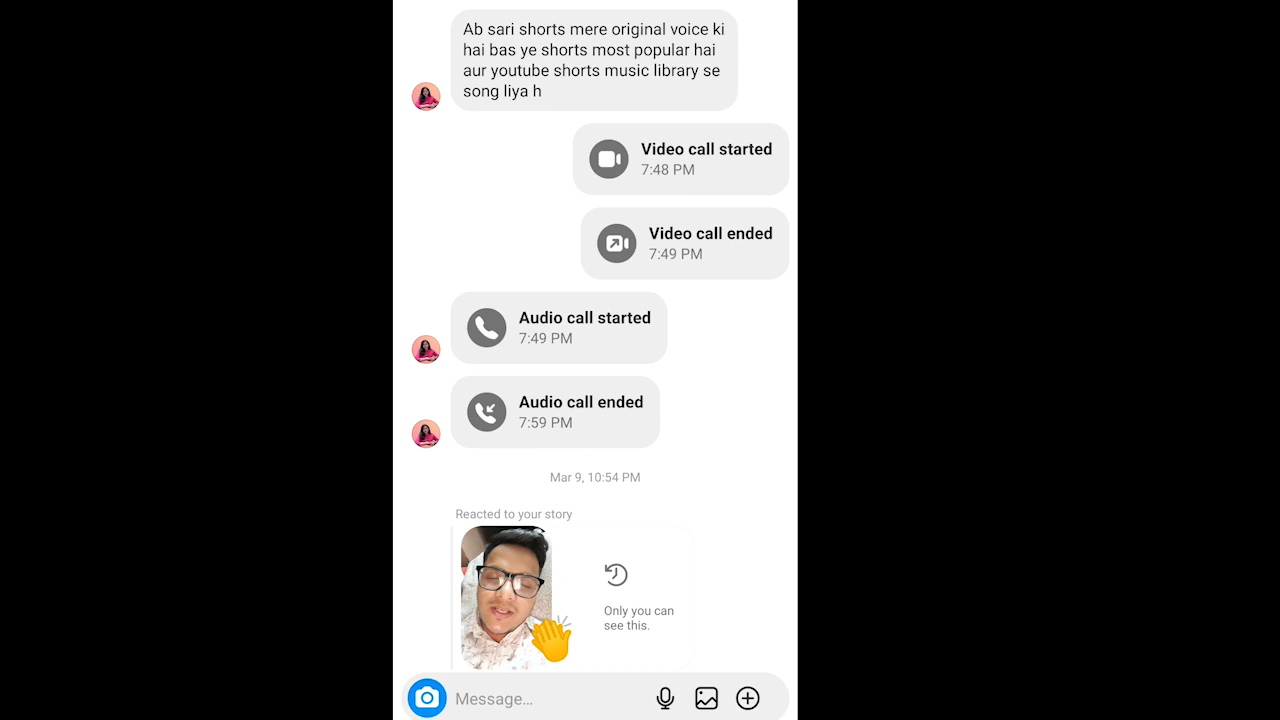 Ab sari shorts mere original voice ki
hai bas ye shorts most popular hai
aur youtube shorts music library se
song liya h
Video call started
7:48 PM
Video call ended
7:49 PM
Audio call started
7:49 PM
Audio call ended
7:59 PM
Mar 9, 10:54 PM
Reacted to your story
Only you can
see this.
Message...